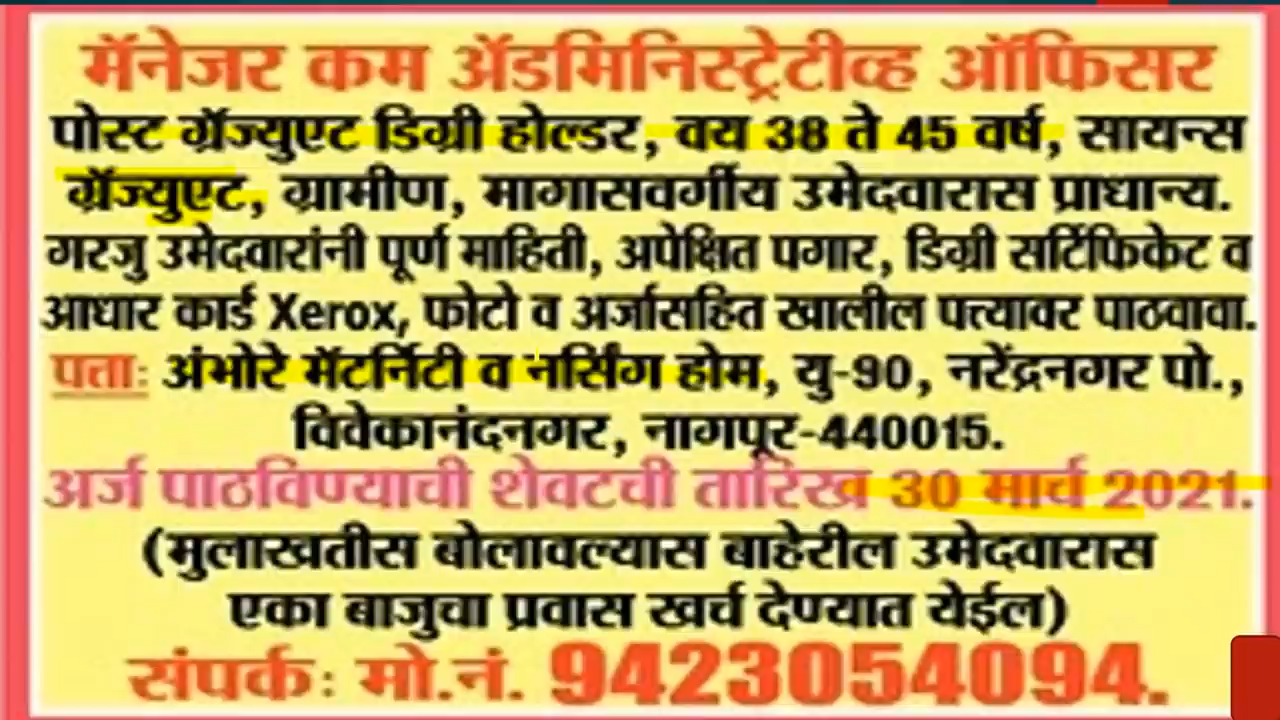 मॅनेजर कम ॲडमिनिस्ट्रेटीव्ह ऑफिसर
पोस्ट ग्रॅज्युएट डिग्री होल्डर, वय 38 ते 45 वर्ष, सायन्स
ग्रॅज्युएट, ग्रामीण, मागासवर्गीय उमेदवारास प्राधान्य.
गरजु उमेदवारांनी पूर्ण माहिती, अपेक्षित पगार, डिग्री सर्टिफिकेट व
आधार कार्ड Xerox, फोटो व अर्जासहित खालील पत्त्यावर पाठवावा.
पत्ता: अंभोरे मॅटर्निटी व नर्सिंग होम, यु-90, नरेंद्रनगर पो.,
विवेकानंदनगर, नागपूर-440015.
अर्ज पाठविण्याची शेवटची तारिख 30 मार्च 2021.
(मुलाखतीस बोलावल्यास बाहेरील उमेदवारास
एका बाजुचा प्रवास खर्च देण्यात येईल)
संपर्क: मो.नं. 9423054094.